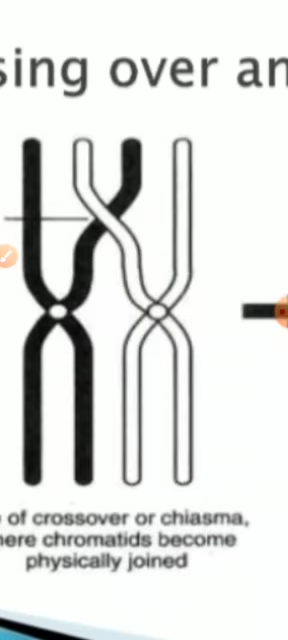 sing over an
of crossover or chiasma,
here chromatids become
physically joined